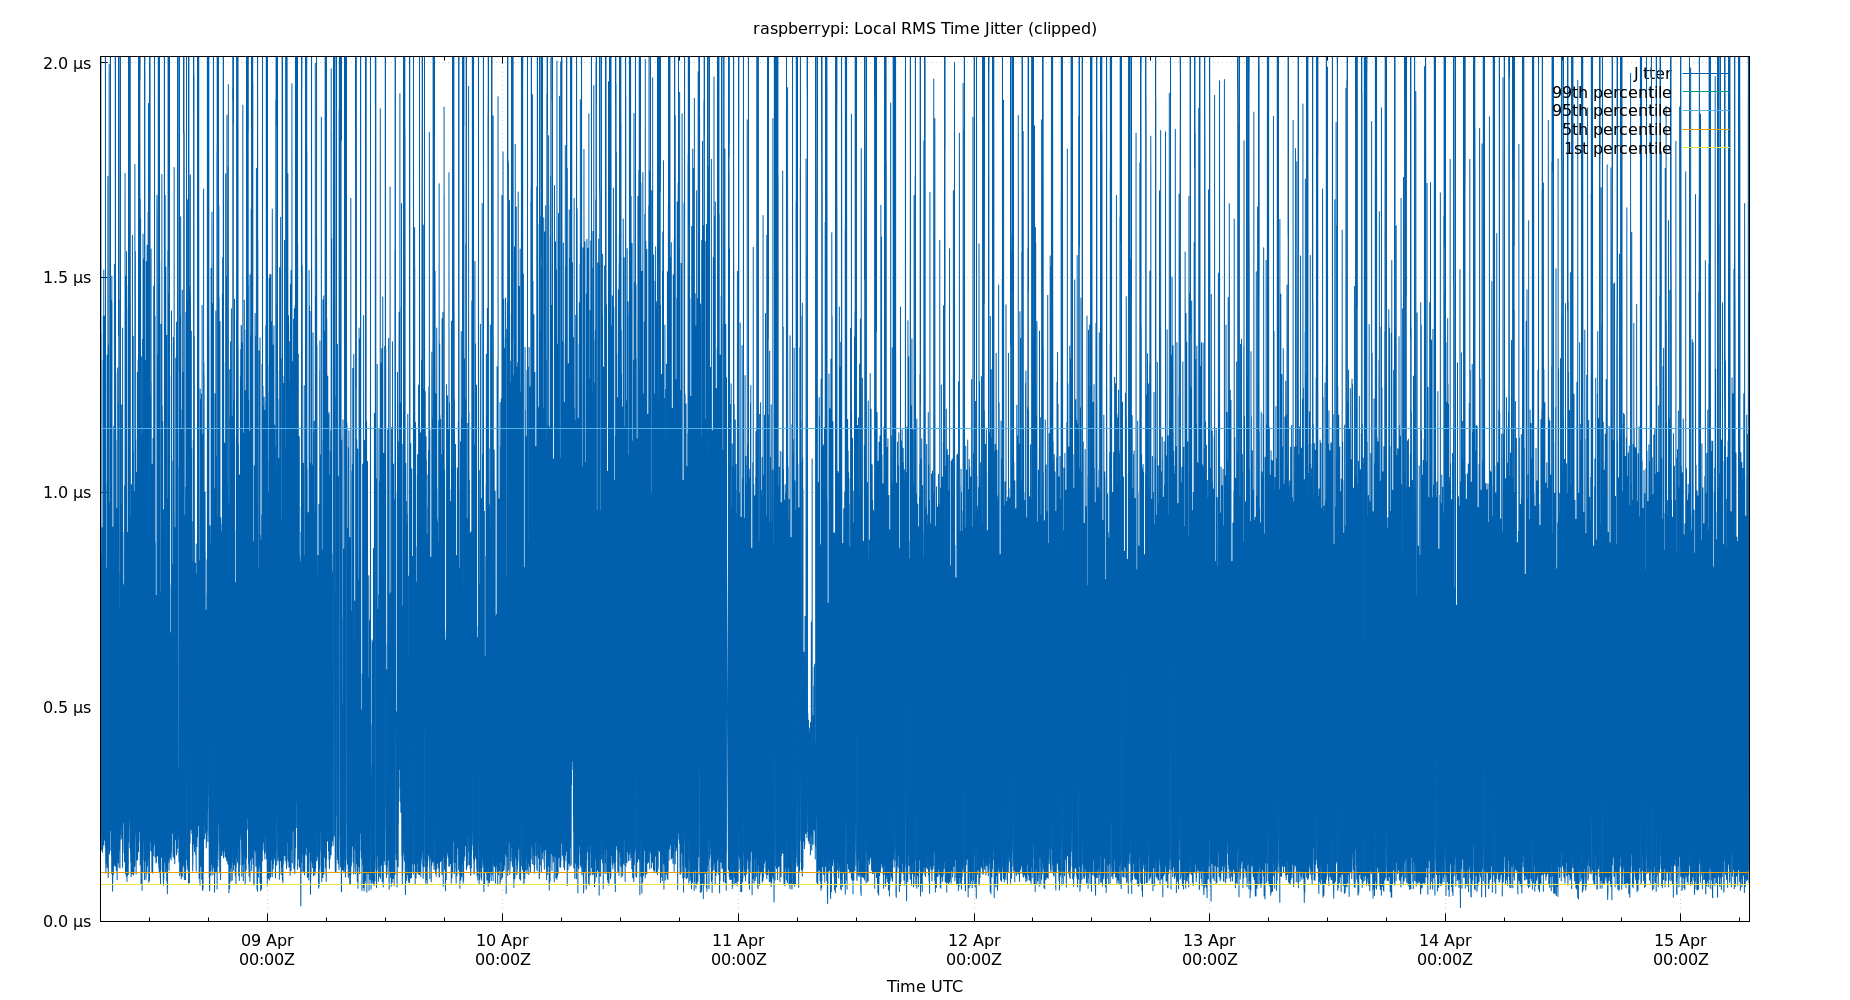 raspberrypi: Local RMS Time Jitter (clipped)
2.0 µs
1.5 µs
1.0 µs
0.5 µs
0.0 µs
Jitter
99th percentile
95th percentile
5th percentile
1st percentile
09 Apr
00:00Z
10 Apr
00:00Z
11 Apr
00:00Z
12 Apr
00:00Z
13 Apr
00:00Z
14 Apr
00:00Z
15 Apr
00:00Z
Time UTC